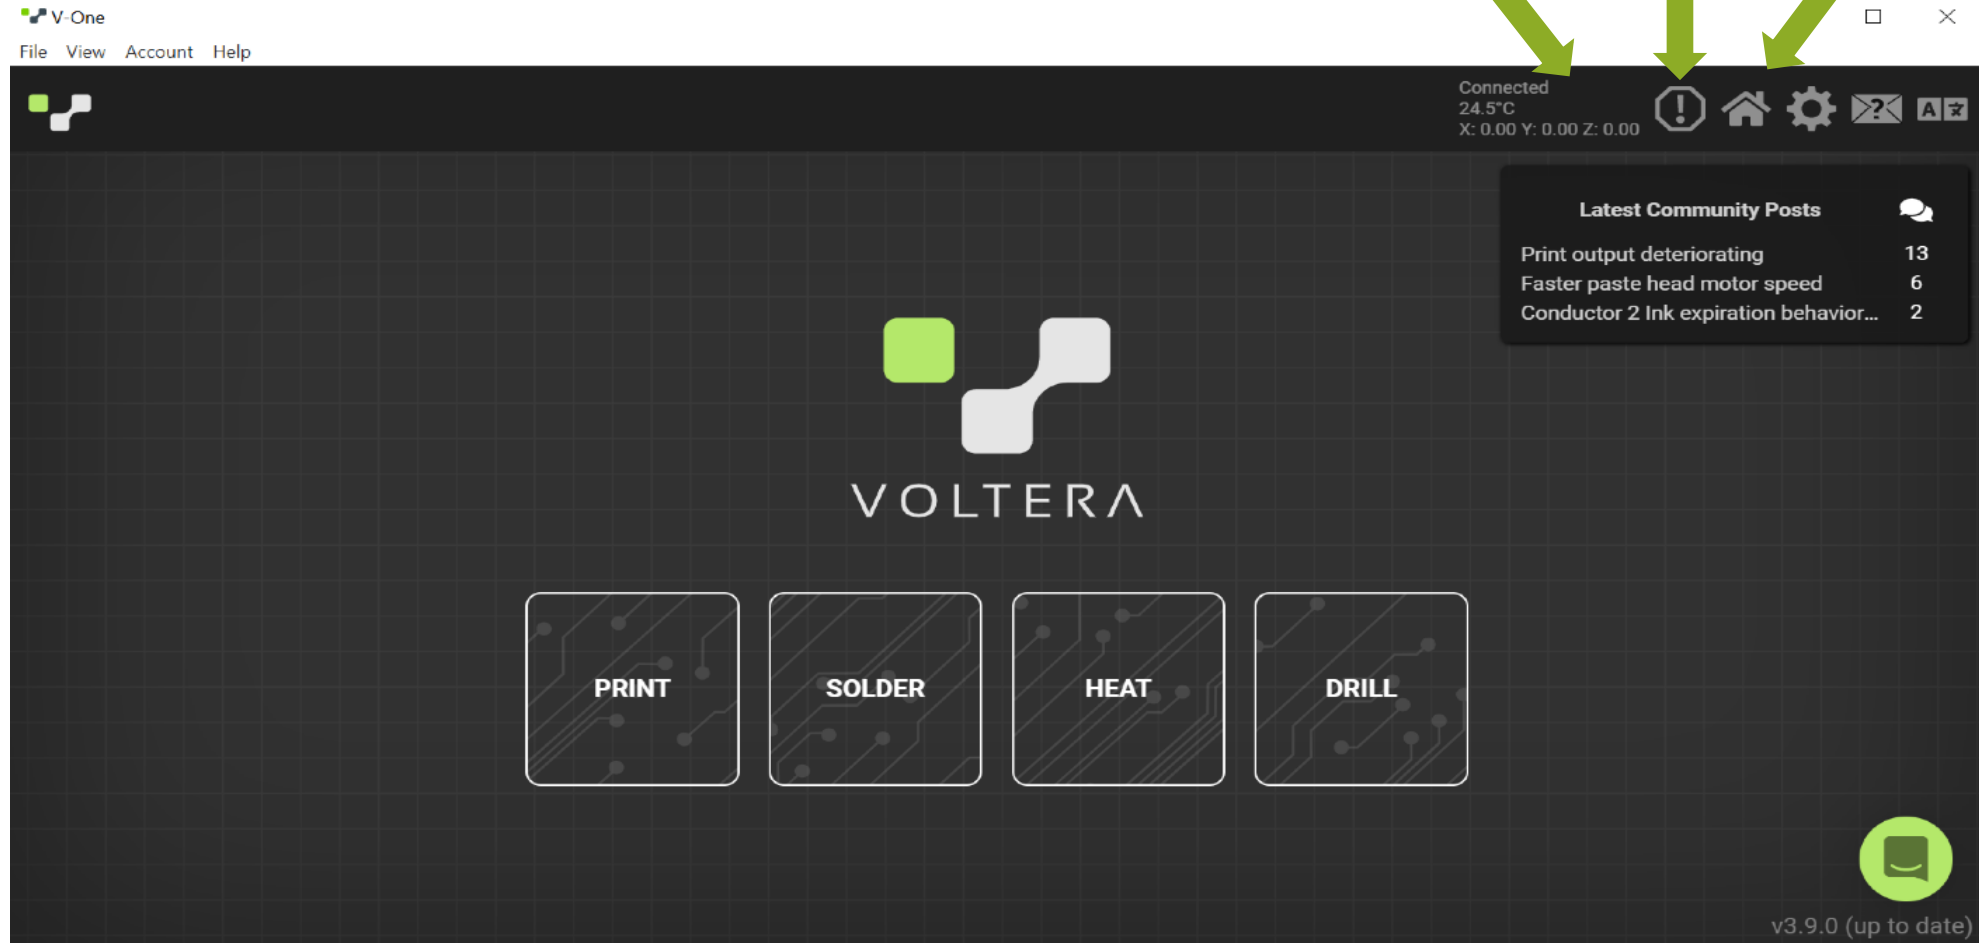 V-One
File View Account Help
Connected
24.5°C
X: 0.00 Y: 0.00 Z: 0.00
A
Latest Community Posts
Print output deteriorating 13
Faster paste head motor speed 6
Conductor 2 Ink expiration behavior... 2
VOLTERA
PRINT SOLDER HEAT DRILL
v3.9.0 (up to date)